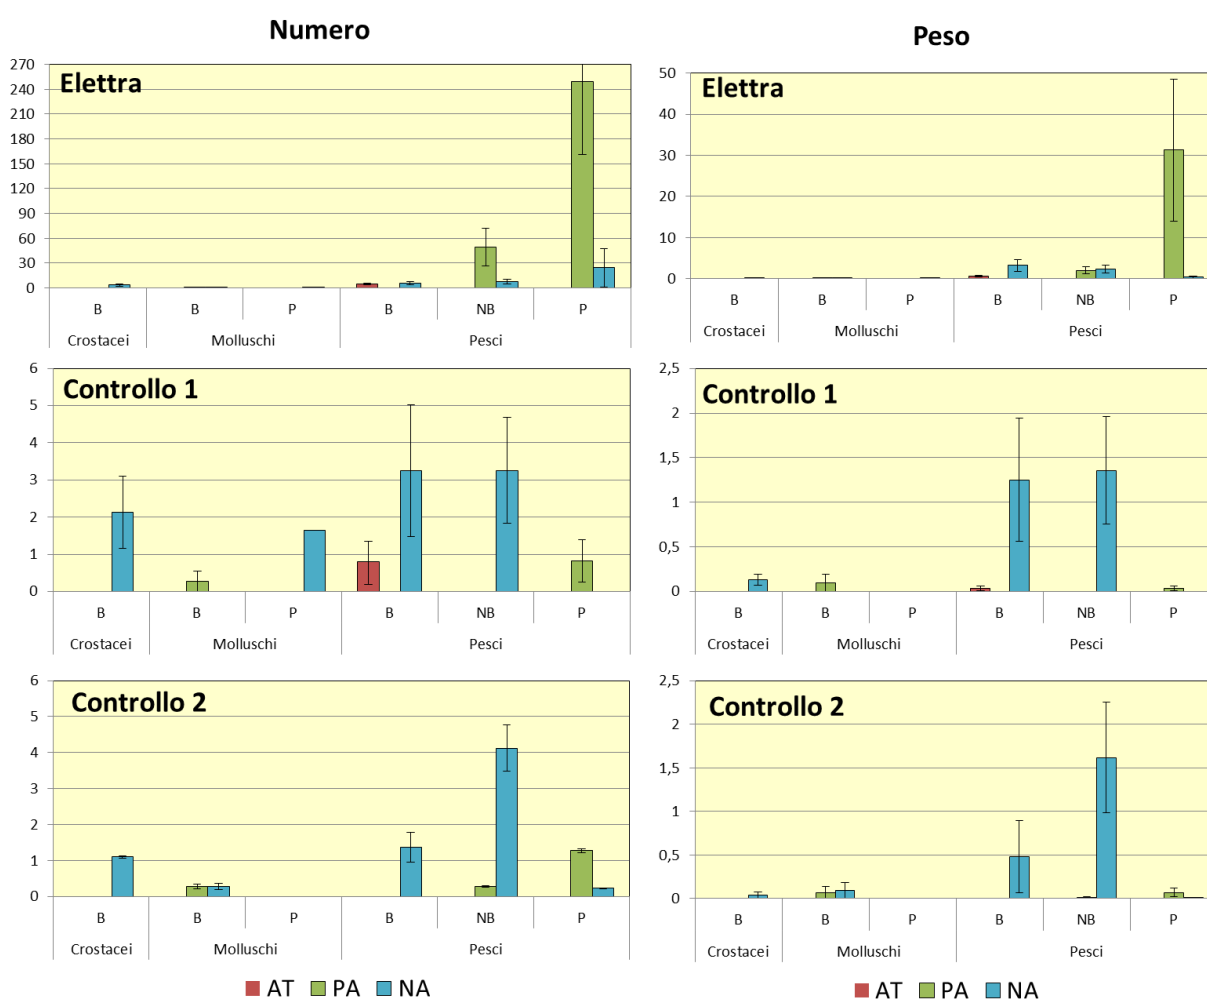 Numero
Elettra
270
240
210
180
150
120
90
60
30
0
B B P B NB P
Crostacei Molluschi Pesci
Peso
Elettra
50
40
30
20
10
0
B B P B NB P
Crostacei Molluschi Pesci
Controllo 1
6
5
4
3
2
1
0
B B P B NB P
Crostacei Molluschi Pesci
Controllo 1
2,5
2
1,5
1
0,5
0
B B P B NB P
Crostacei Molluschi Pesci
Controllo 2
6
5
4
3
2
1
0
B B P B NB P
Crostacei Molluschi Pesci
AT PA NA
Controllo 2
2,5
2
1,5
1
0,5
0
B B P B NB P
Crostacei Molluschi Pesci
AT PA NA